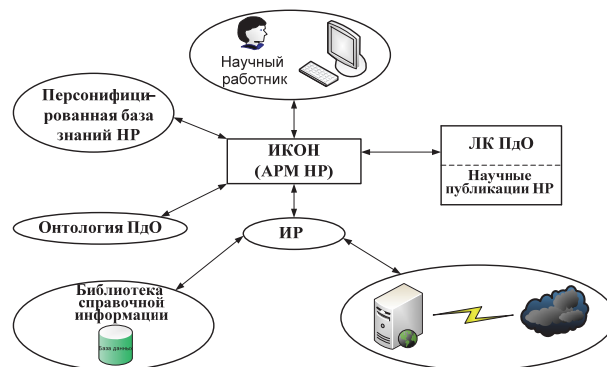 Научный
работник
Персонифици-
ированная база
знаний НР
ИКОН
(АРМ НР)
ЛК ПдО
Научные
публикации НР
Онтология ПдО
ИР
Библиотека
справочной
информации
База данных